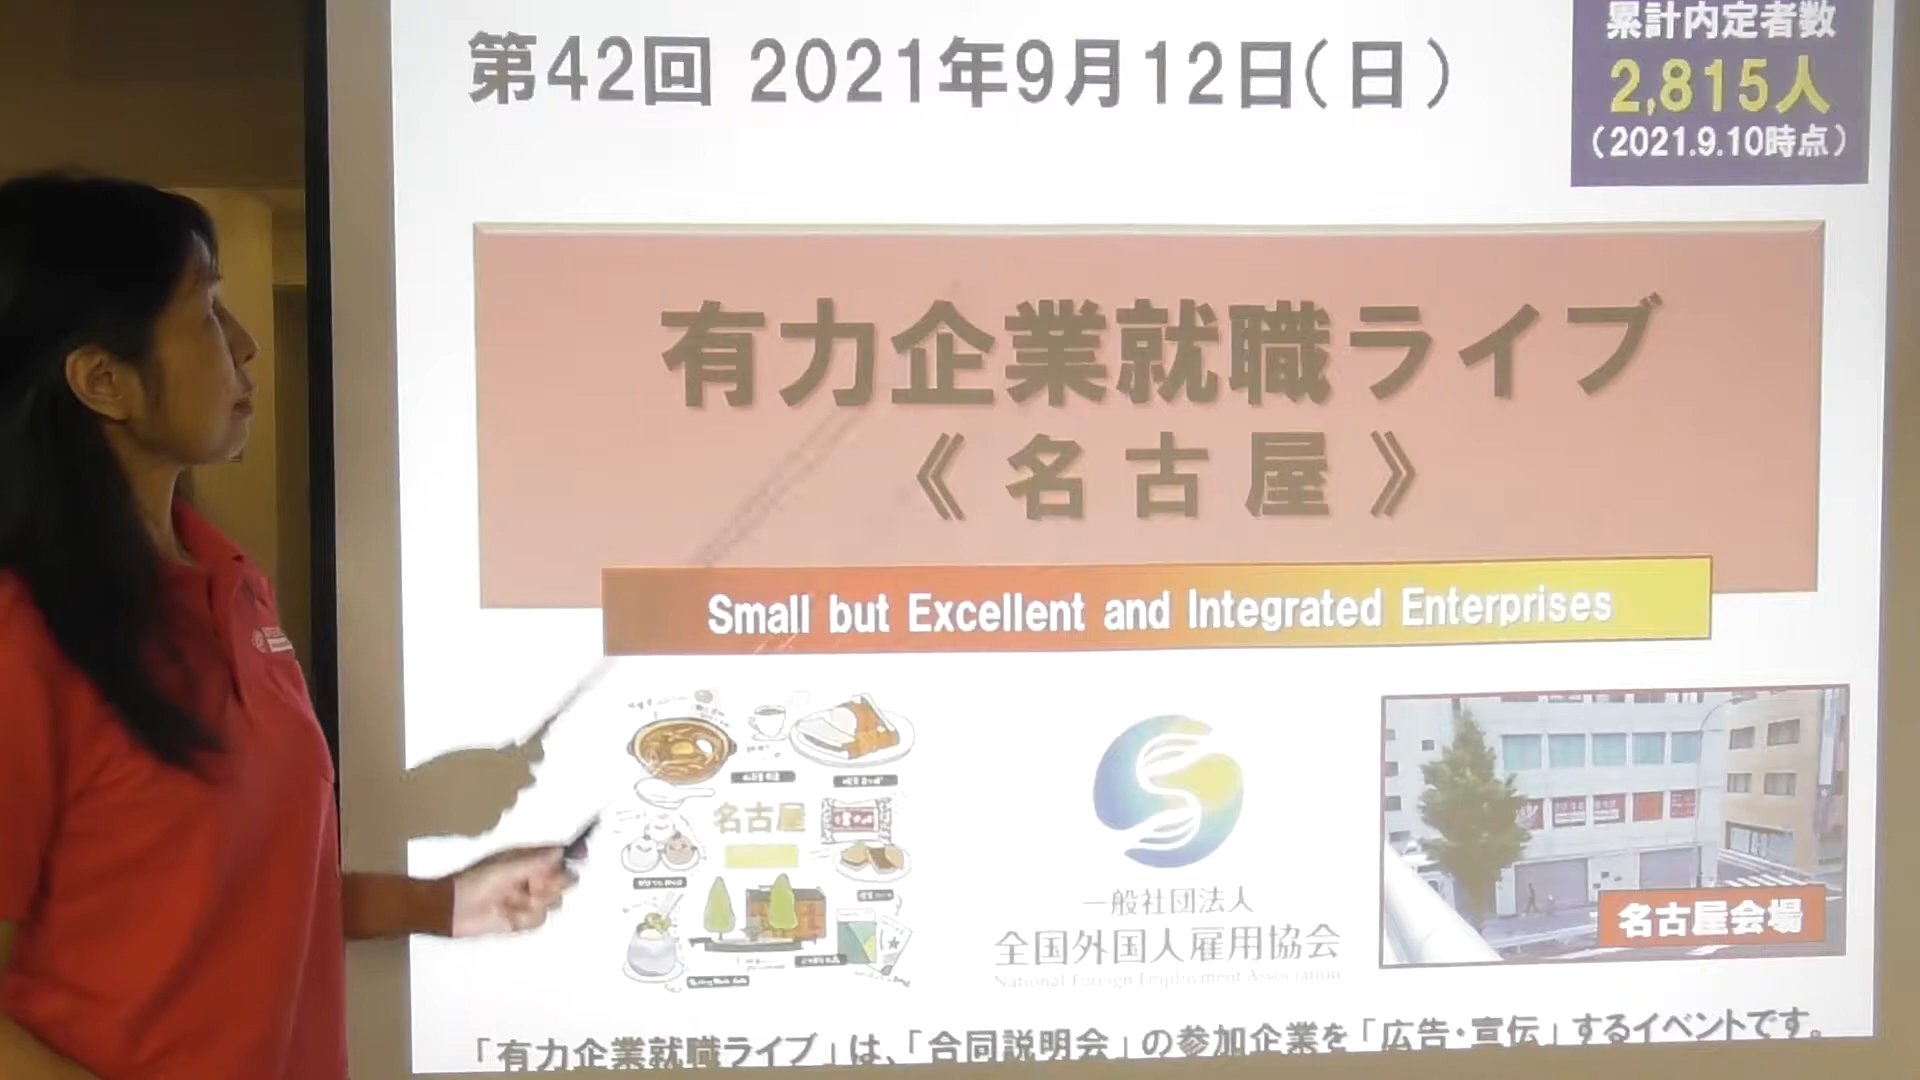 第42回 2021年9月12日(日)
累計内定者数
2,815人
(2021.9.10時点)
有力企業就職ライブ
《名古屋》
Small but Excellent and Integrated Enterprises
名古屋
一般社団法人
全国外国人雇用協会
National Foreign Employment Association
名古屋会場
「有力企業就職ライブ」は、「合同説明会」の参加企業を「広告・宣伝」するイベントです。